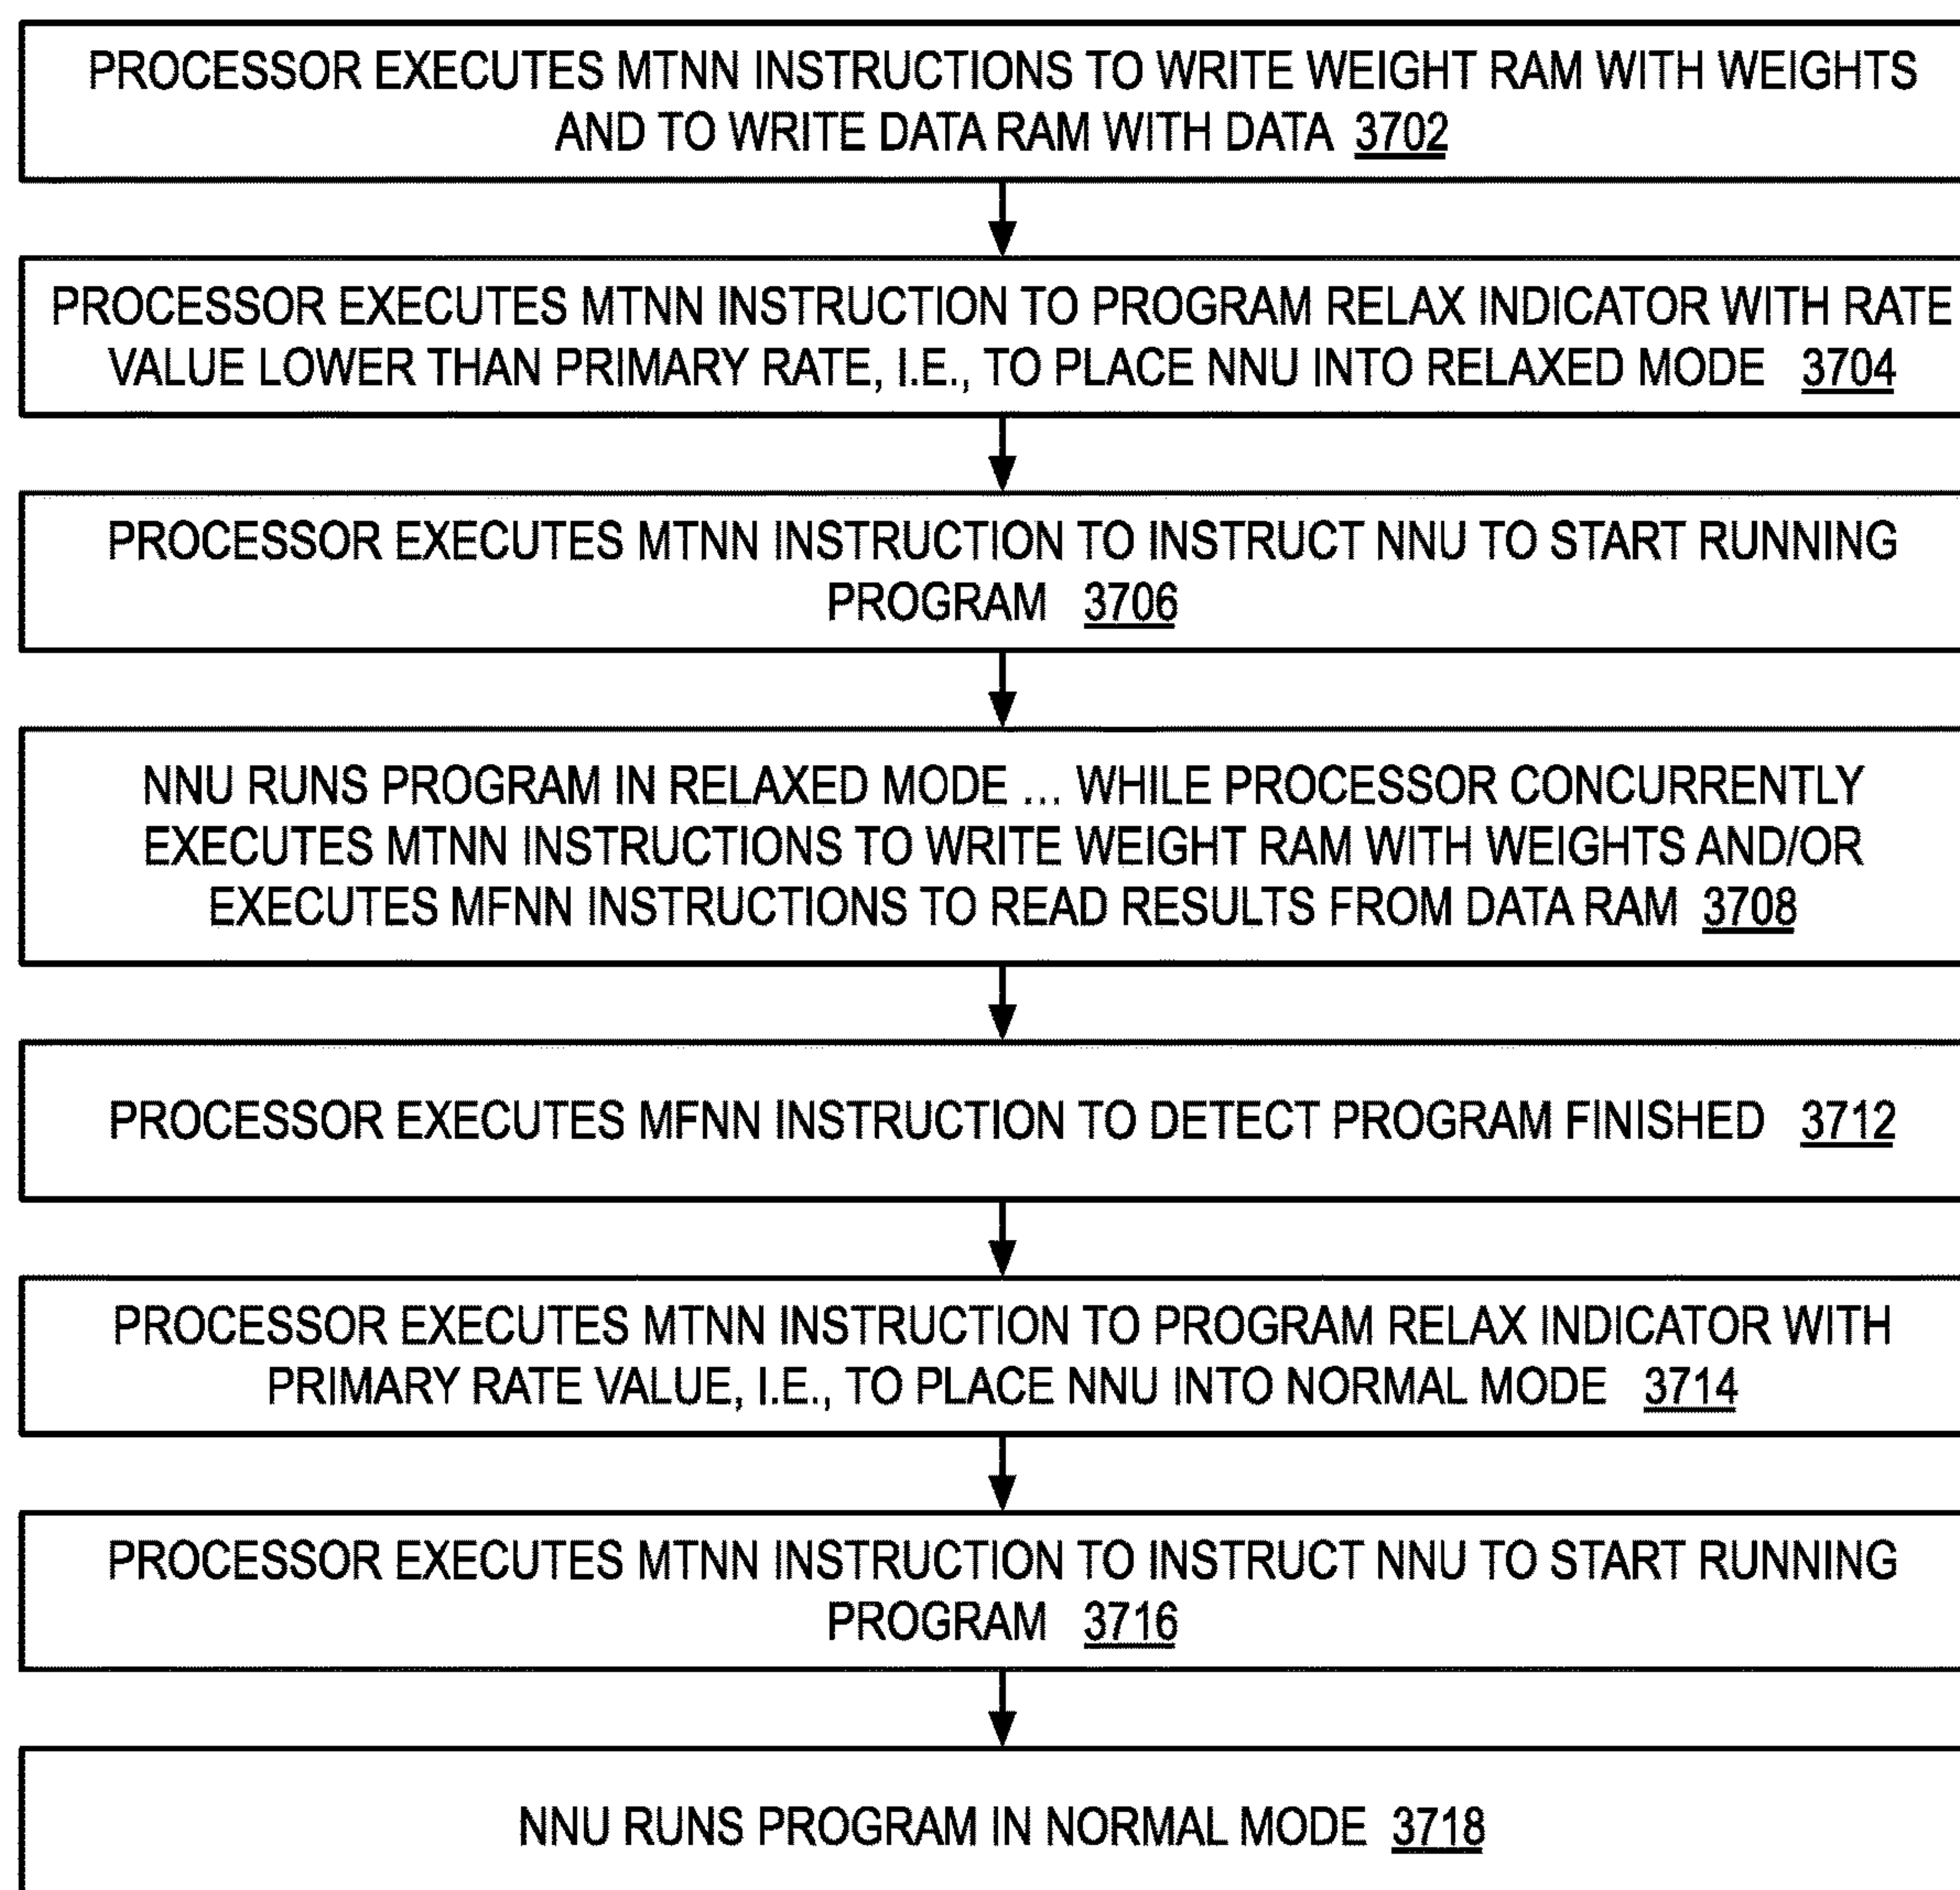 PROCESSOR EXECUTES MTNN INSTRUCTIONS TO WRITE WEIGHT RAM WITH WEIGHTS
AND TO WRITE DATA RAM WITH DATA 3702
PROCESSOR EXECUTES MTNN INSTRUCTION TO PROGRAM RELAX INDICATOR WITH RATE
VALUE LOWER THAN PRIMARY RATE, I.E., TO PLACE NNU INTO RELAXED MODE 3704
PROCESSOR EXECUTES MTNN INSTRUCTION TO INSTRUCT NNU TO START RUNNING
PROGRAM 3706
NNU RUNS PROGRAM IN RELAXED MODE ... WHILE PROCESSOR CONCURRENTLY
EXECUTES MTNN INSTRUCTIONS TO WRITE WEIGHT RAM WITH WEIGHTS AND/OR
EXECUTES MFNN INSTRUCTIONS TO READ RESULTS FROM DATA RAM 3708
PROCESSOR EXECUTES MFNN INSTRUCTION TO DETECT PROGRAM FINISHED 3712
PROCESSOR EXECUTES MTNN INSTRUCTION TO PROGRAM RELAX INDICATOR WITH
PRIMARY RATE VALUE, I.E., TO PLACE NNU INTO NORMAL MODE 3714
PROCESSOR EXECUTES MTNN INSTRUCTION TO INSTRUCT NNU TO START RUNNING
PROGRAM 3716
NNU RUNS PROGRAM IN NORMAL MODE 3718